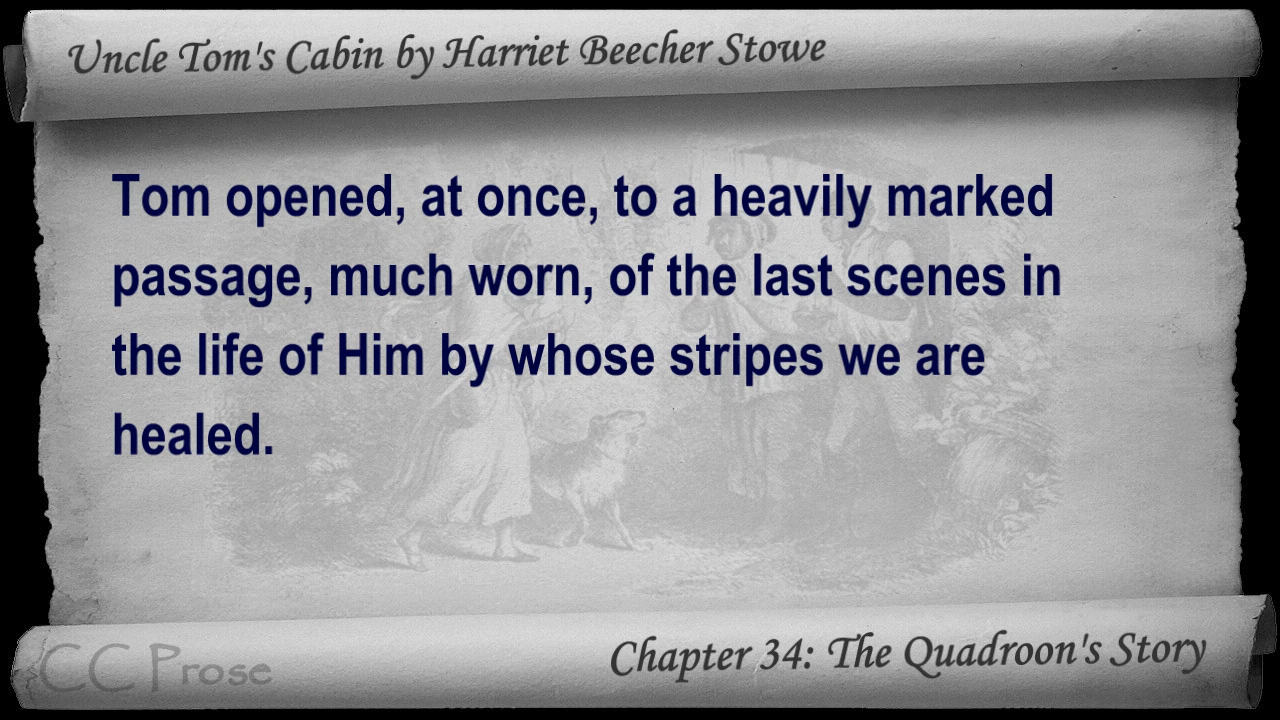 Uncle Tom's Cabin by Harriet Beecher Stowe
Tom opened, at once, to a heavily marked
passage, much worn, of the last scenes in
the life of Him by whose stripes we are
healed.
CC Prose
Chapter 34: The Quadroon's Story